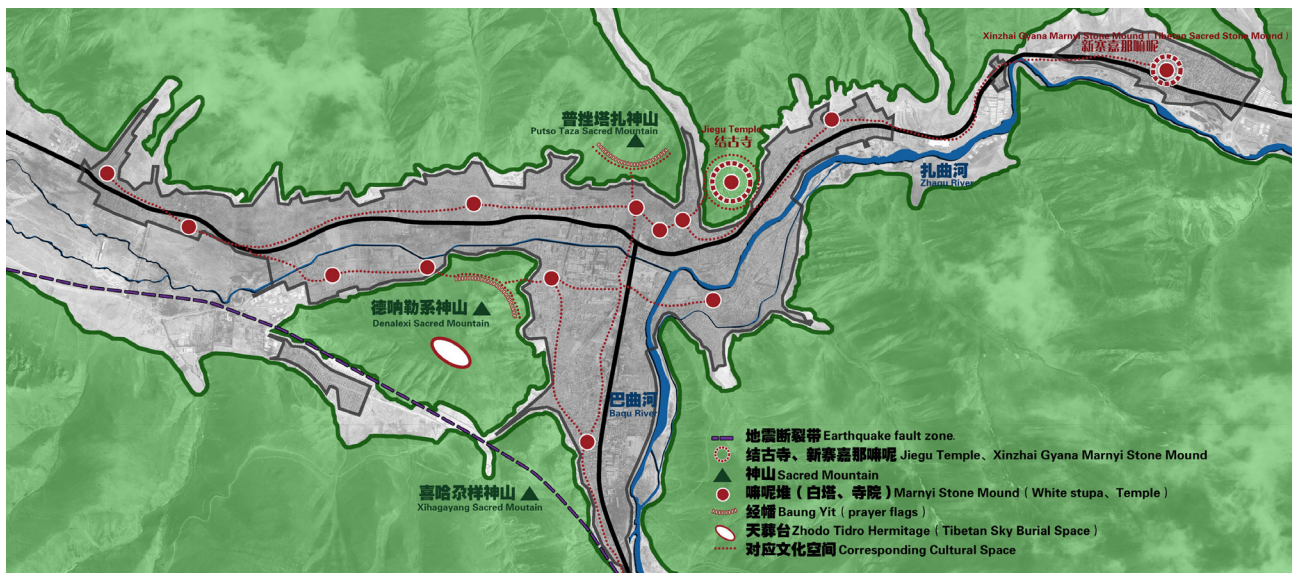 Xinzhai Gyana Marnyi Stone Mound ( Tibetan Sacred Stone Mound )
新寨嘉那嘛呢
普措塔扎神山
Putso Taza Sacred Mountain
Jiegu Temple
结古寺
扎曲河
Zhaqu River
德呐勒系神山
Denalexi Sacred Mountain
巴曲河
Baqu River
喜哈尕样神山
Xihagayang Sacred Moutain
地震断裂带 Earthquake fault zone.
结古寺、新寨嘉那嘛呢 Jiegu Temple、Xinzhai Gyana Marnyi Stone Mound
神山 Sacred Mountain
嘛呢堆（白塔、寺院）Marnyi Stone Mound（White stupa、Temple）
经幡 Baung Yit（prayer flags）
天葬台 Zhodo Tidro Hermitage（Tibetan Sky Burial Space）
对应文化空间 Corresponding Cultural Space